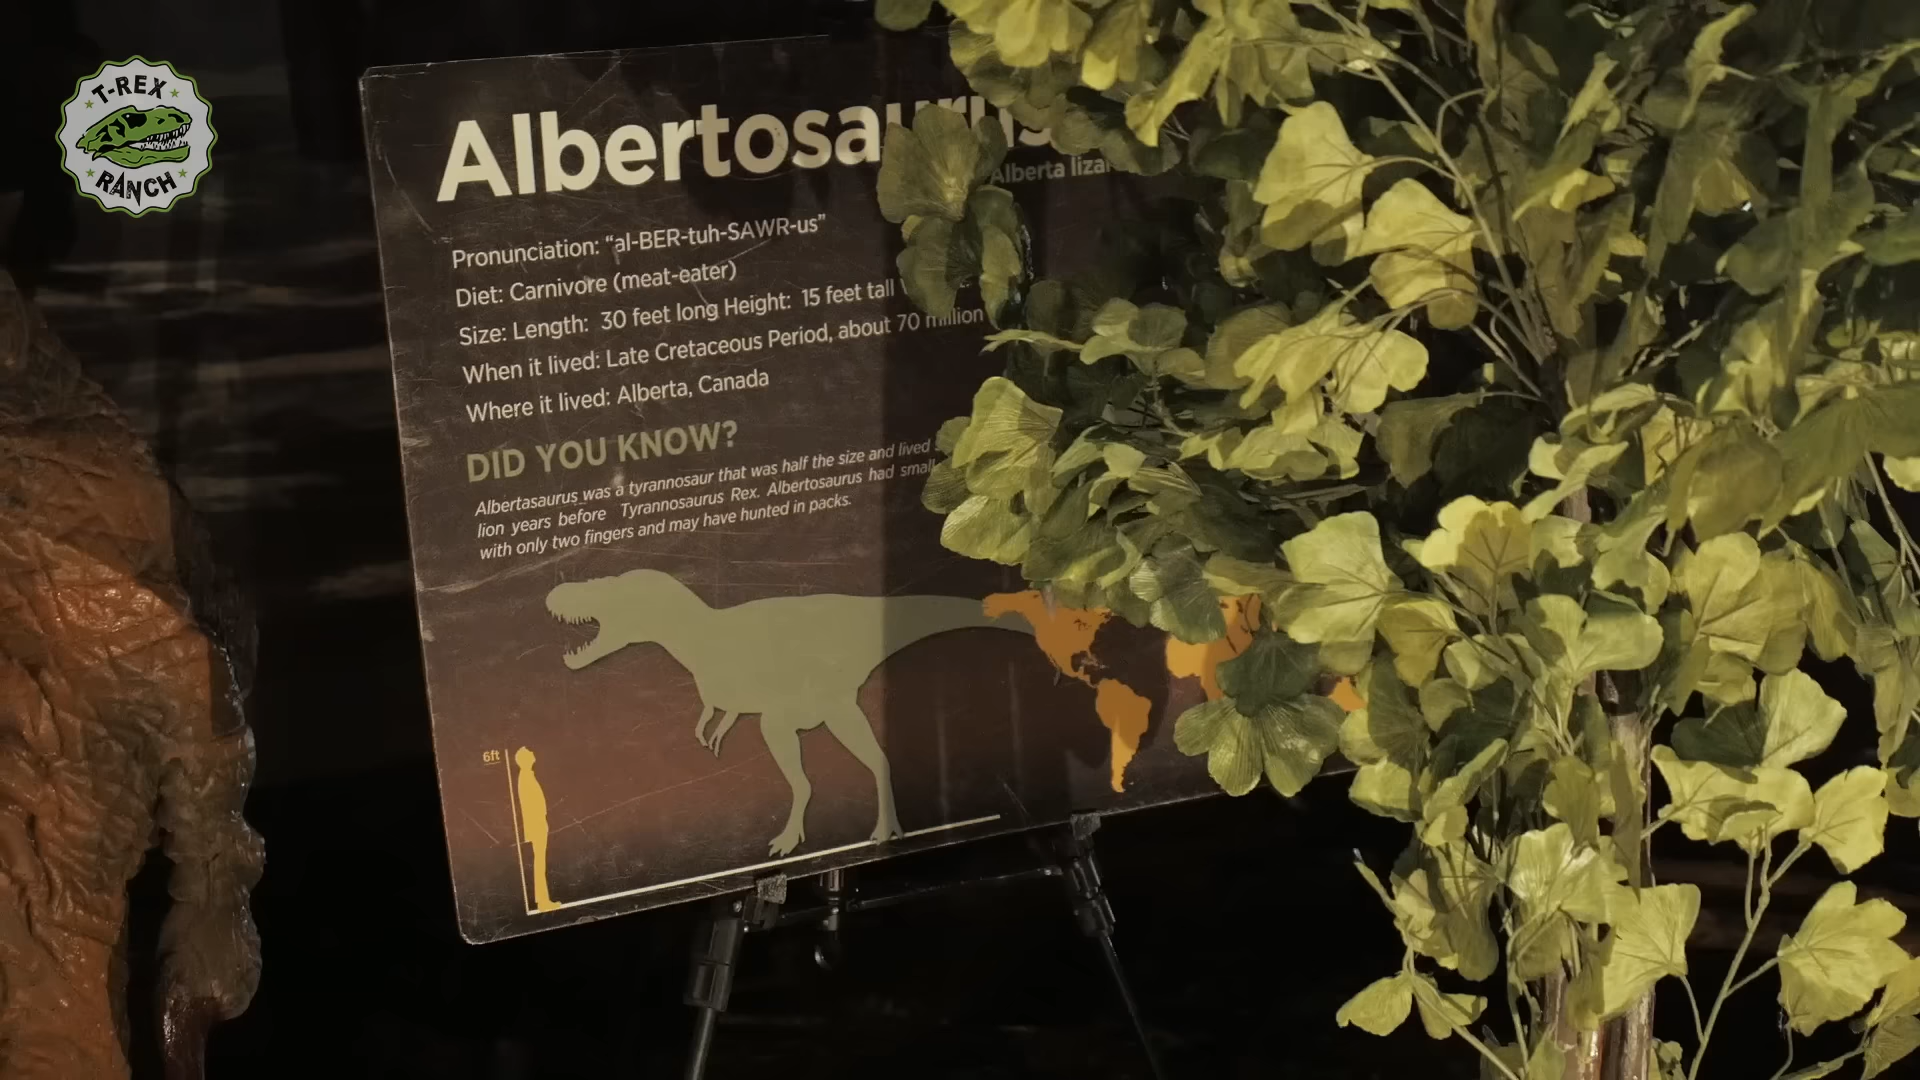 T-REX
RANCH
Albertosaurus
Alberta lizard
Pronunciation: “al-BER-tuh-SAWR-us”
Diet: Carnivore (meat-eater)
Size: Length: 30 feet long Height: 15 feet tall
When it lived: Late Cretaceous Period, about 70 million
Where it lived: Alberta, Canada
DID YOU KNOW?
Albertasaurus was a tyrannosaur that was half the size and lived
lion years before Tyrannosaurus Rex. Albertosaurus had small
with only two fingers and may have hunted in packs.
6ft